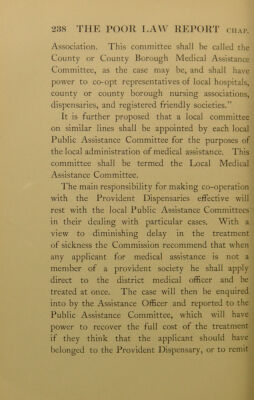 238 THE POOR LAW REPORT CHAP.
Association. This committee shall be called the
County or County Borough Medical Assistance
Committee, as the case may be, and shall have
power to co-opt representatives of local hospitals,
county or county borough nursing associations,
dispensaries, and registered friendly societies."
It is further proposed that a local committee
on similar lines shall be appointed by each local
Public Assistance Committee for the purposes of
the local administration of medical assistance. This
committee shall be termed the Local Medical
Assistance Committee.
The main responsibility for making co-operation
with the Provident Dispensaries effective will
rest with the local Public Assistance Committees
in their dealing with particular cases. With a
view to diminishing delay in the treatment
of sickness the Commission recommend that when
any applicant for medical assistance is not a
member of a provident society he shall apply
direct to the district medical officer and be
treated at once. The case will then be enquired
into by the Assistance Officer and reported to the
Public Assistance Committee, which will have
power to recover the full cost of the treatment
if they think that the applicant should have
belonged to the Provident Dispensary, or to remit